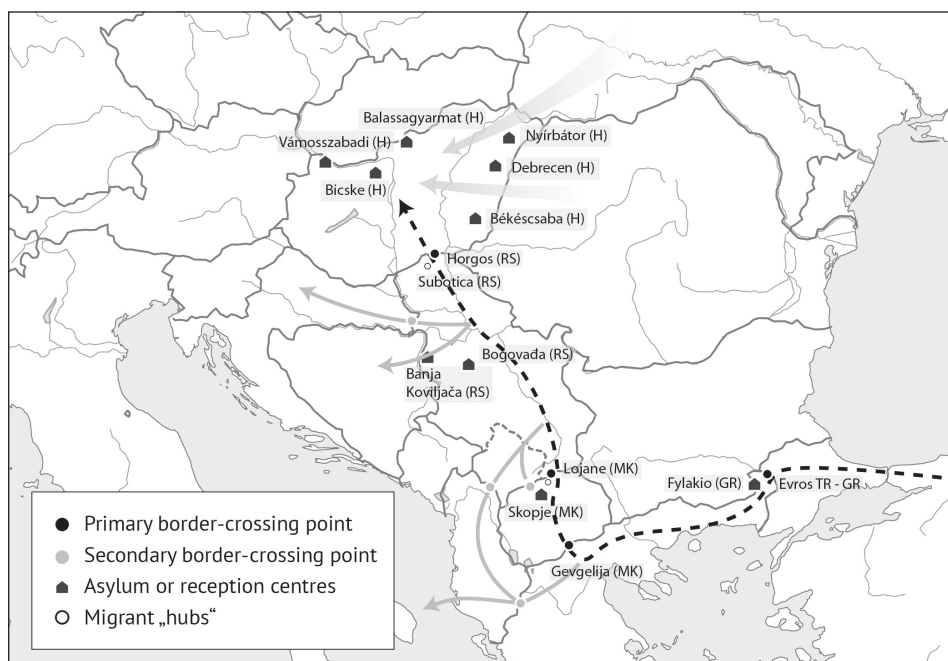 Balassagyarmat (H)
Nyírbátor (H)
Vámosszabadi (H)
Debrecen (H)
Bicske (H)
Békéscsaba (H)
Horgos (RS)
Subotica (RS)
Bogovađa (RS)
Banja
Koviljača (RS)
Lojane (MK)
Fylakio (GR)
Evros TR - GR
Skopje (MK)
Gevgelija (MK)
Primary border-crossing point
Secondary border-crossing point
Asylum or reception centres
Migrant „hubs“